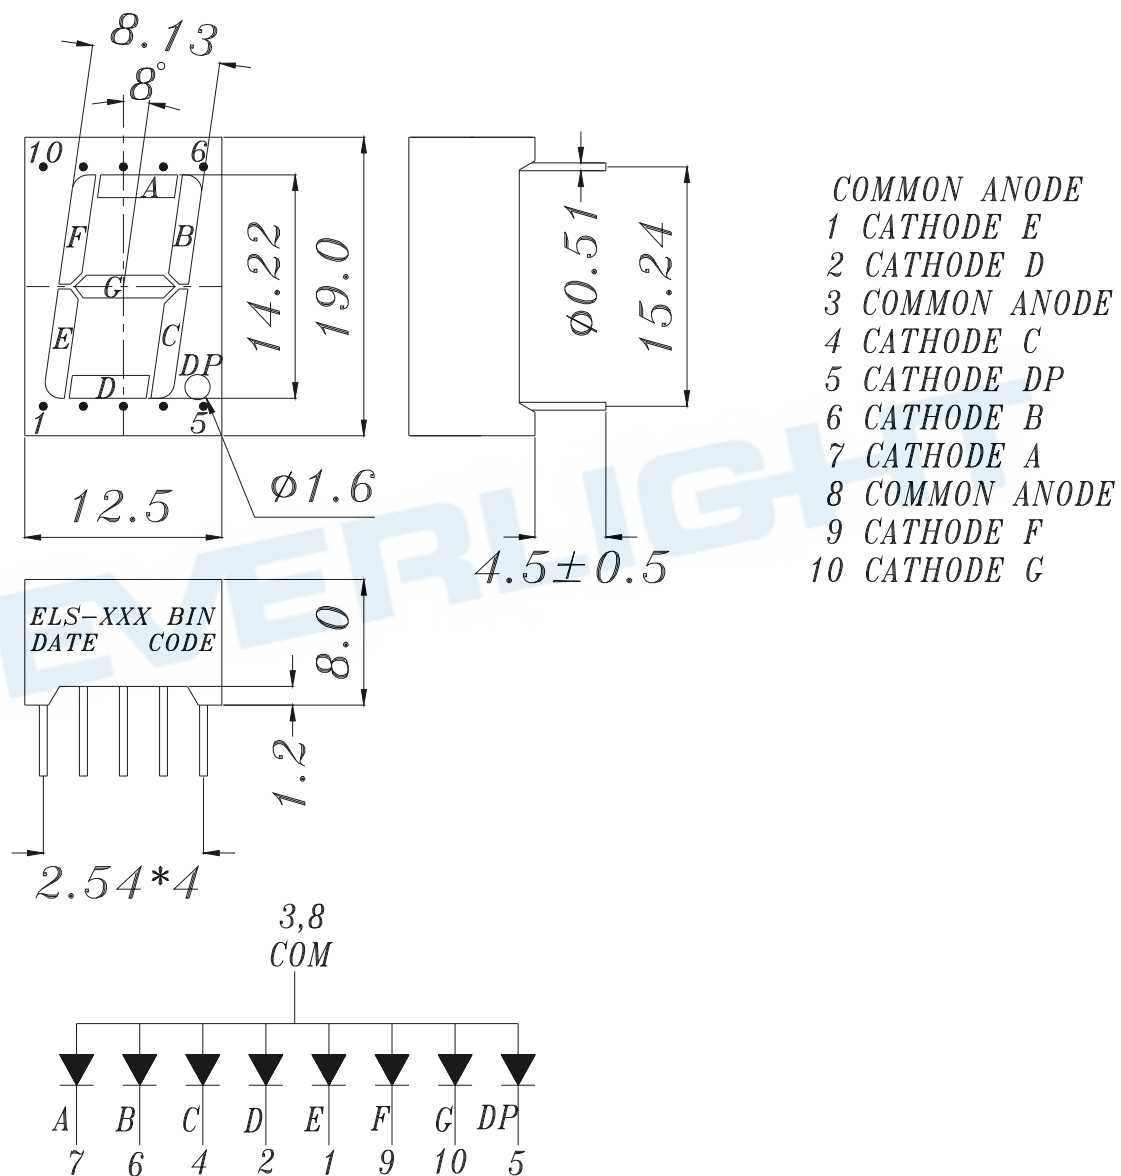 8.13
8°
10 6
A
F B
G
E C
D DP
1 5
14.22
19.0
ϕ0.51
15.24
12.5
ϕ1.6
4.5±0.5
COMMON ANODE
1 CATHODE E
2 CATHODE D
3 COMMON ANODE
4 CATHODE C
5 CATHODE DP
6 CATHODE B
7 CATHODE A
8 COMMON ANODE
9 CATHODE F
10 CATHODE G
EVERLIGHT
ELS-XXX BIN
DATE CODE
8.0
1.2
2.54*4
3,8
COM
A B C D E F G DP
7 6 4 2 1 9 10 5